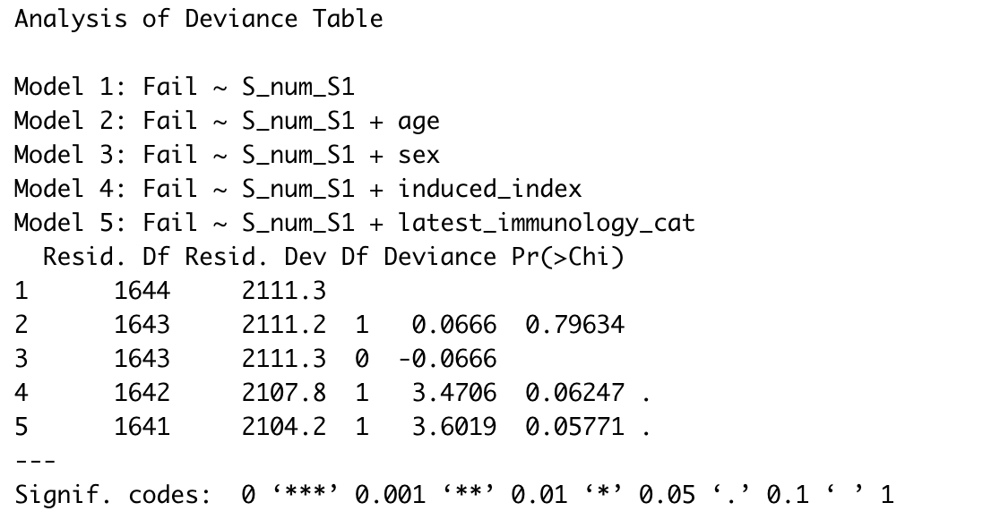 Analysis of Deviance Table

Model 1: Fail ~ S_num_S1
Model 2: Fail ~ S_num_S1 + age
Model 3: Fail ~ S_num_S1 + sex
Model 4: Fail ~ S_num_S1 + induced_index
Model 5: Fail ~ S_num_S1 + latest_immunology_cat
  Resid. Df Resid. Dev Df Deviance Pr(>Chi)
1      1644     2111.3
2      1643     2111.2  1   0.0666  0.79634
3      1643     2111.3  0  -0.0666
4      1642     2107.8  1   3.4706  0.06247 .
5      1641     2104.2  1   3.6019  0.05771 .
---
Signif. codes:  0 ‘***’ 0.001 ‘**’ 0.01 ‘*’ 0.05 ‘.’ 0.1 ‘ ’ 1